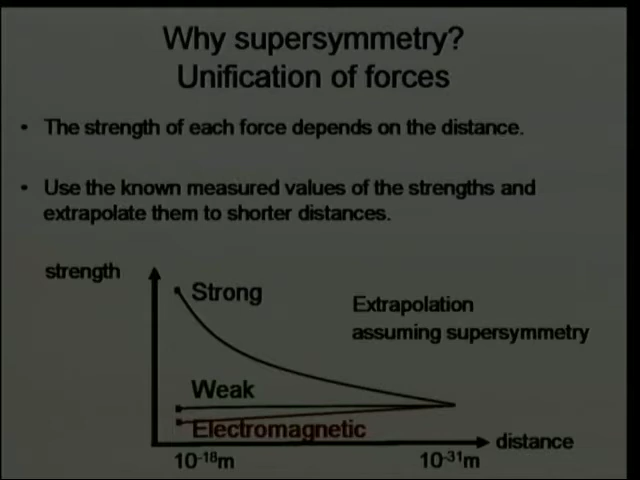 Why supersymmetry?
Unification of forces
• The strength of each force depends on the distance.
• Use the known measured values of the strengths and
extrapolate them to shorter distances.
strength
Strong
Extrapolation
assuming supersymmetry
Weak
Electromagnetic
distance
10⁻¹⁸m
10⁻³¹m